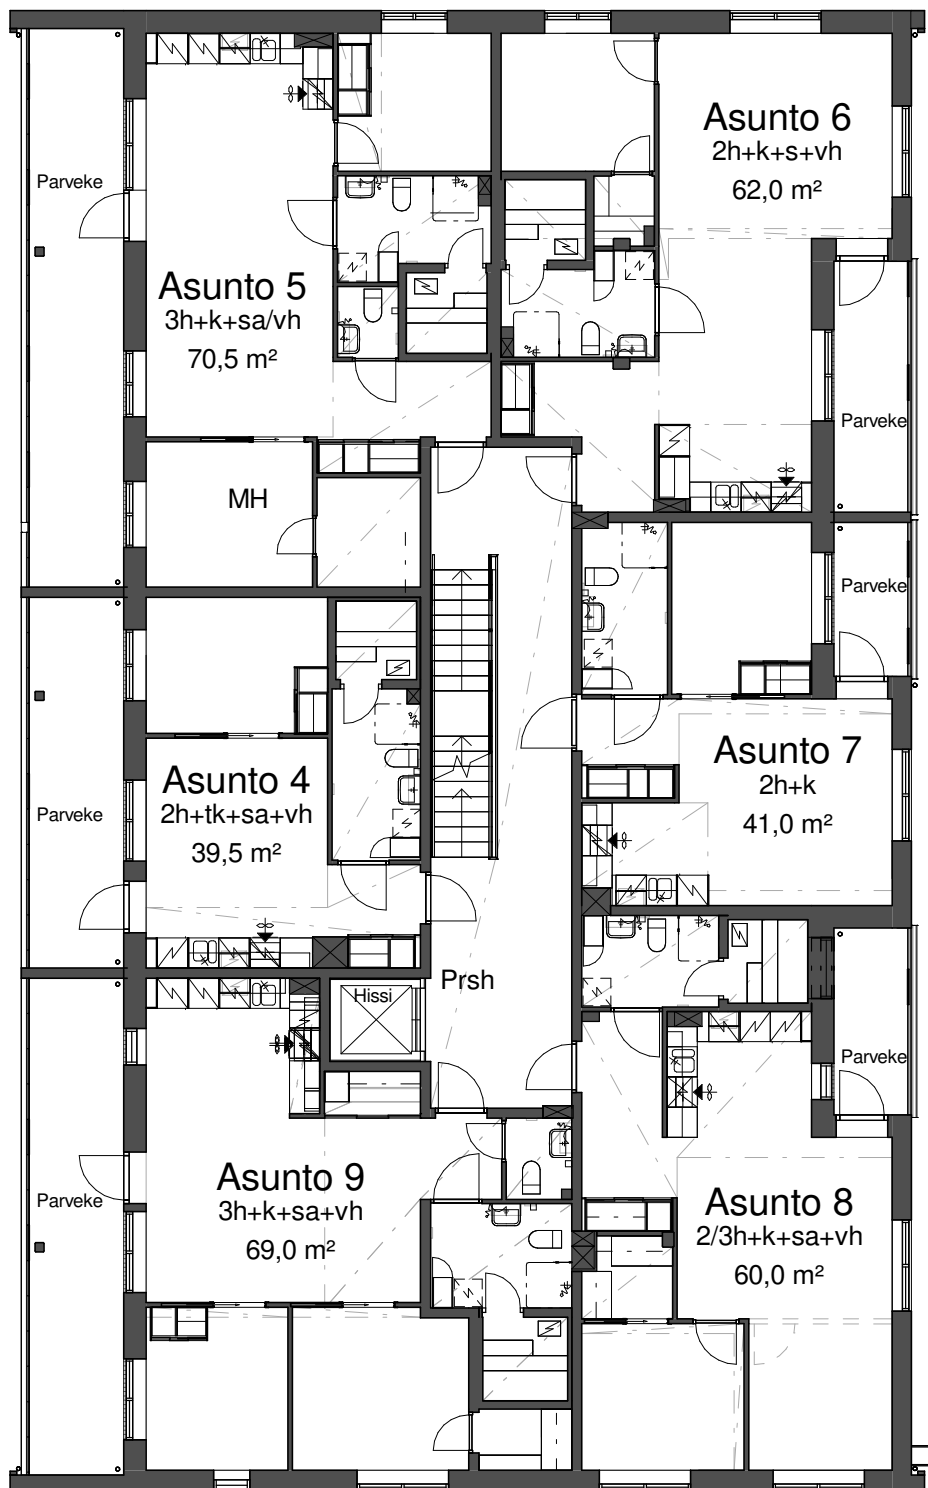 Asunto 6
2h+k+s+vh
62,0 m²
Parveke
Asunto 5
3h+k+sa/vh
70,5 m²
Parveke
MH
Parveke
Asunto 7
2h+k
41,0 m²
Asunto 4
2h+tk+sa+vh
39,5 m²
Parveke
Prsh
Hissi
Parveke
Asunto 9
3h+k+sa+vh
69,0 m²
Parveke
Asunto 8
2/3h+k+sa+vh
60,0 m²